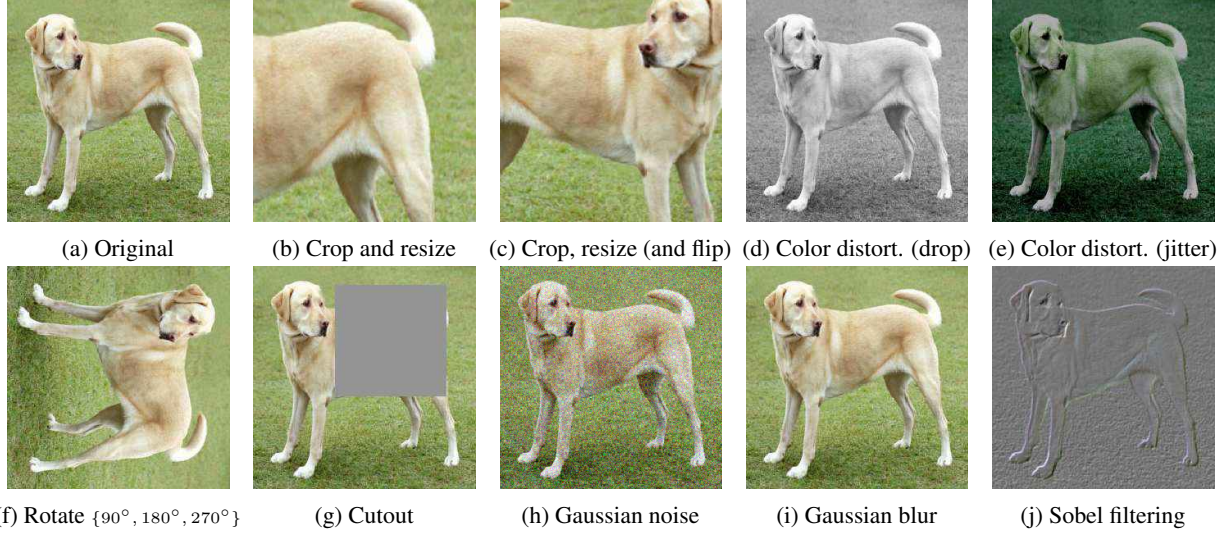 (a) Original
(b) Crop and resize
(c) Crop, resize (and flip)
(d) Color distort. (drop)
(e) Color distort. (jitter)
(f) Rotate {90°, 180°, 270°}
(g) Cutout
(h) Gaussian noise
(i) Gaussian blur
(j) Sobel filtering